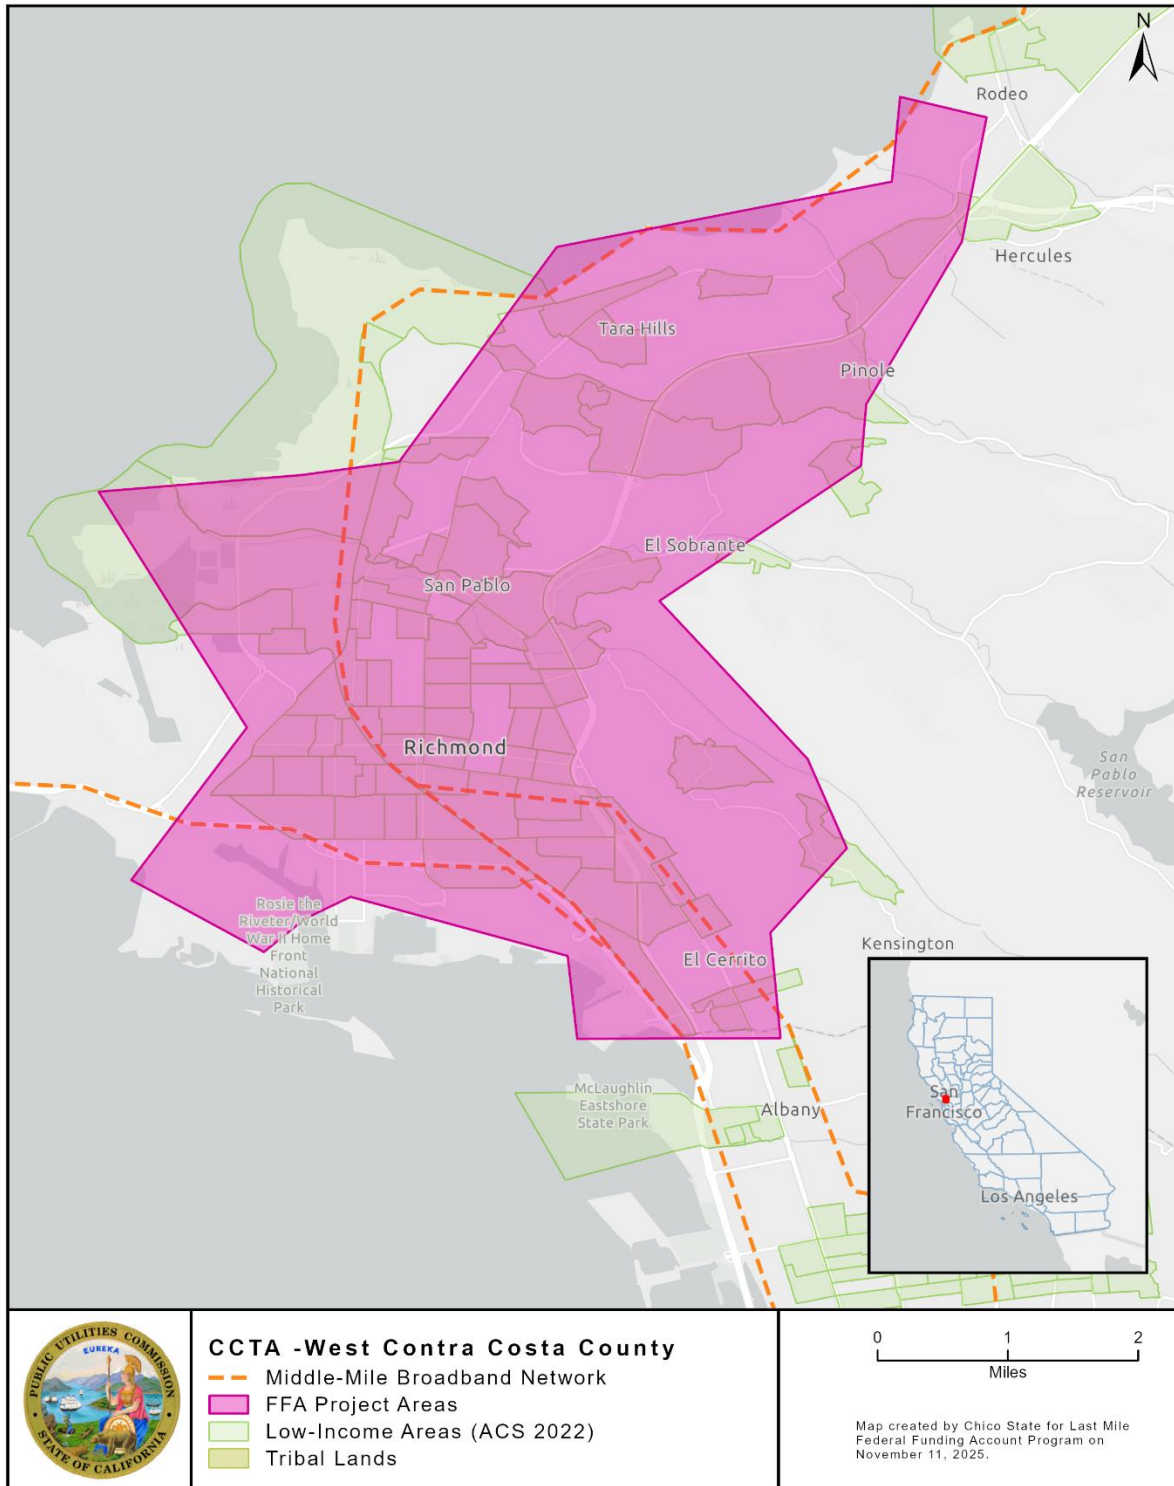 N
Rodeo
Hercules
Tara Hills
Pinole
El Sobrante
San Pablo
Richmond
San
Pablo
Reservoir
Rosie the
Riveter/World
War II Home
Front
National
Historical
Park
El Cerrito
Kensington
McLaughlin
Eastshore
State Park
Albany
San
Francisco
Los Angeles
PUBLIC UTILITIES COMMISSION
EUREKA
STATE OF CALIFORNIA
CCTA -West Contra Costa County
Middle-Mile Broadband Network
FFA Project Areas
Low-Income Areas (ACS 2022)
Tribal Lands
0 1 2
Miles
Map created by Chico State for Last Mile
Federal Funding Account Program on
November 11, 2025.